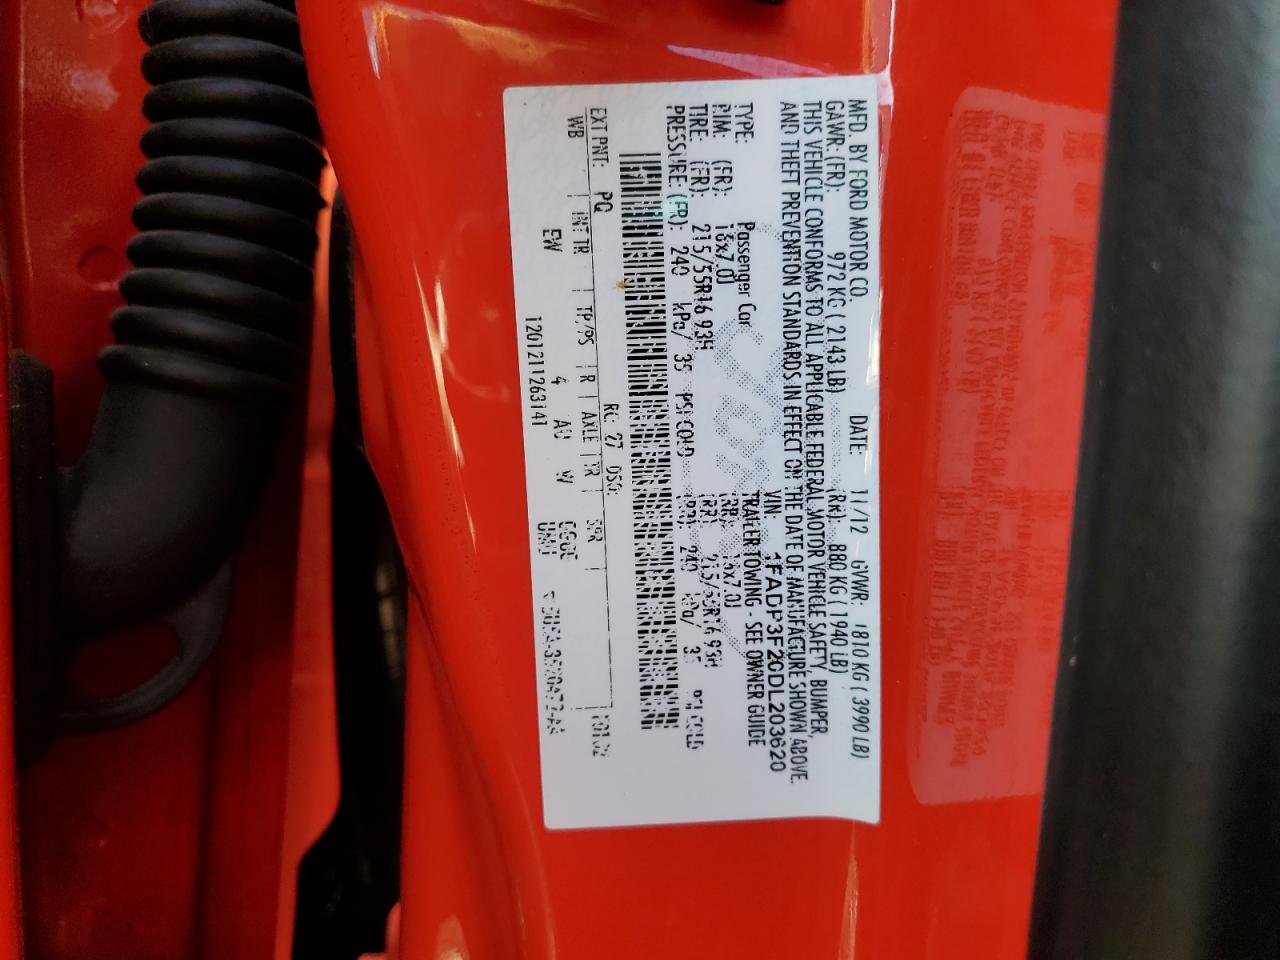 MFD. BY FORD MOTOR CO. DATE: 11/12 GVWR: 1810 KG ( 3990 LB)
GAWR: (FR): 972 KG ( 2143 LB) (RR): 880 KG ( 1940 LB)
THIS VEHICLE CONFORMS TO ALL APPLICABLE FEDERAL MOTOR VEHICLE SAFETY, BUMPER,
AND THEFT PREVENTION STANDARDS IN EFFECT ON THE DATE OF MANUFACTURE SHOWN ABOVE.
VIN: 1FADP3F20DL203620
TYPE: Passenger Car TRAILER TOWING - SEE OWNER GUIDE
RIM: (FR): 16x7.0J (RR): 16x7.0J
TIRE: (FR): 215/55R16 93H (RR): 215/55R16 93H
PRESSURE: (FR): 240 kPa/ 35 PSI COLD (RR): 240 kPa/ 35 PSI COLD
RC: 27 DSO:
EXT PNT: PQ
WB INT TR TP/PS R AXLE TR SPR
EW 4 AU W
1201211263141